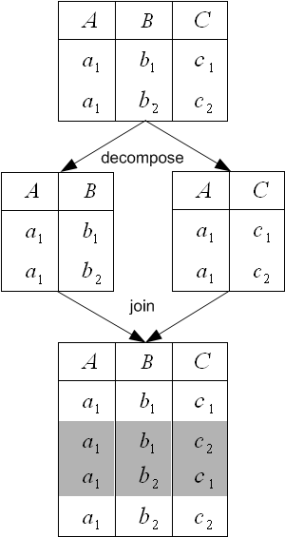 A B C
a₁ b₁ c₁
a₁ b₂ c₂
decompose
A B A C
a₁ b₁ a₁ c₁
a₁ b₂ a₁ c₂
join
A B C
a₁ b₁ c₁
a₁ b₁ c₂
a₁ b₂ c₁
a₁ b₂ c₂